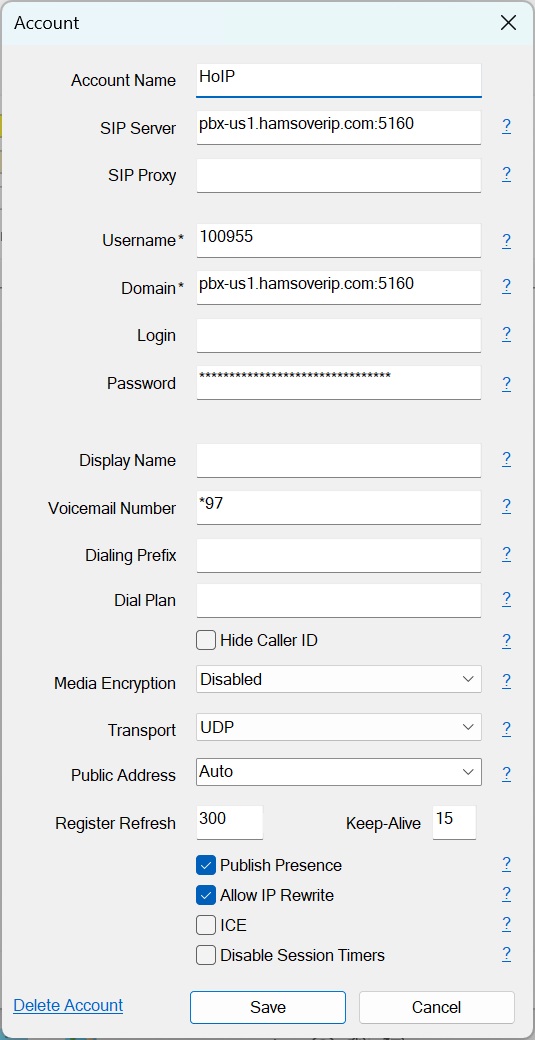 Account
Account Name HoIP
SIP Server pbx-us1.hamsoverip.com:5160 ?
SIP Proxy ?
Username* 100955 ?
Domain* pbx-us1.hamsoverip.com:5160 ?
Login ?
Password ******************************** ?
Display Name ?
Voicemail Number *97 ?
Dialing Prefix ?
Dial Plan ?
Hide Caller ID ?
Media Encryption Disabled ?
Transport UDP ?
Public Address Auto ?
Register Refresh 300 Keep-Alive 15
Publish Presence ?
Allow IP Rewrite ?
ICE ?
Disable Session Timers ?
Delete Account Save Cancel